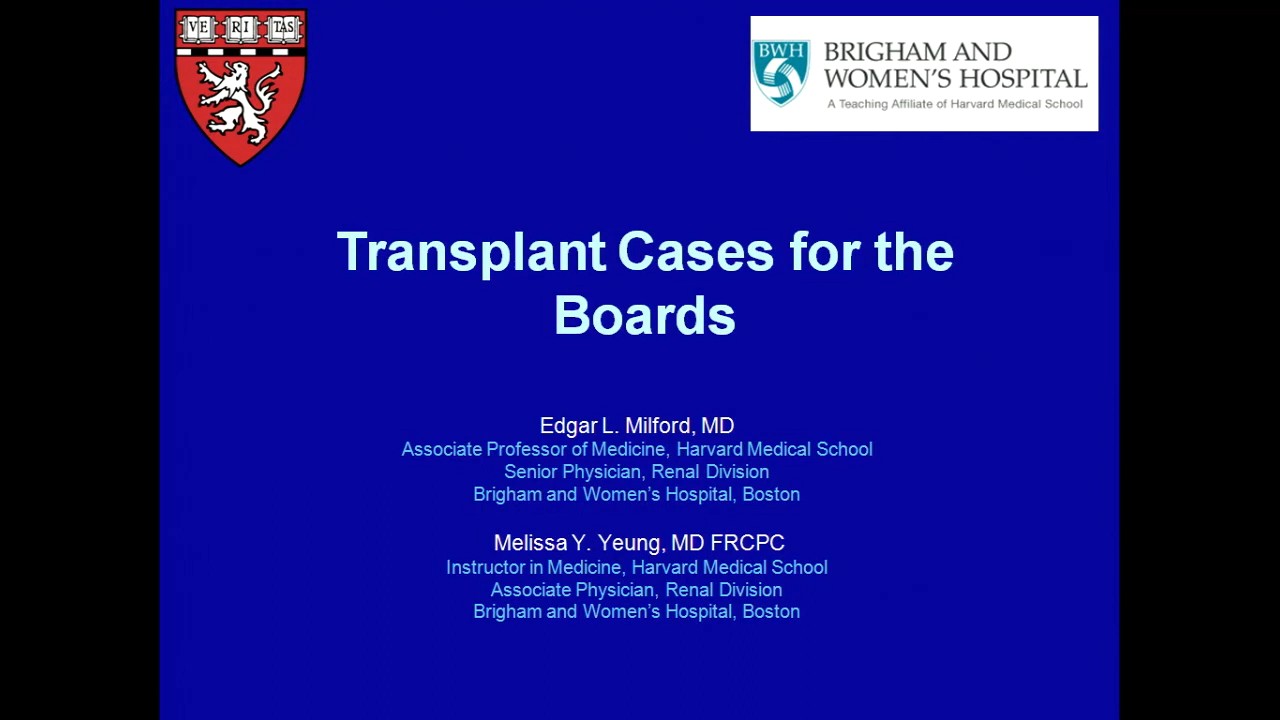 VE RI TAS
BWH
BRIGHAM AND
WOMEN'S HOSPITAL
A Teaching Affiliate of Harvard Medical School
Transplant Cases for the
Boards
Edgar L. Milford, MD
Associate Professor of Medicine, Harvard Medical School
Senior Physician, Renal Division
Brigham and Women's Hospital, Boston
Melissa Y. Yeung, MD FRCPC
Instructor in Medicine, Harvard Medical School
Associate Physician, Renal Division
Brigham and Women's Hospital, Boston